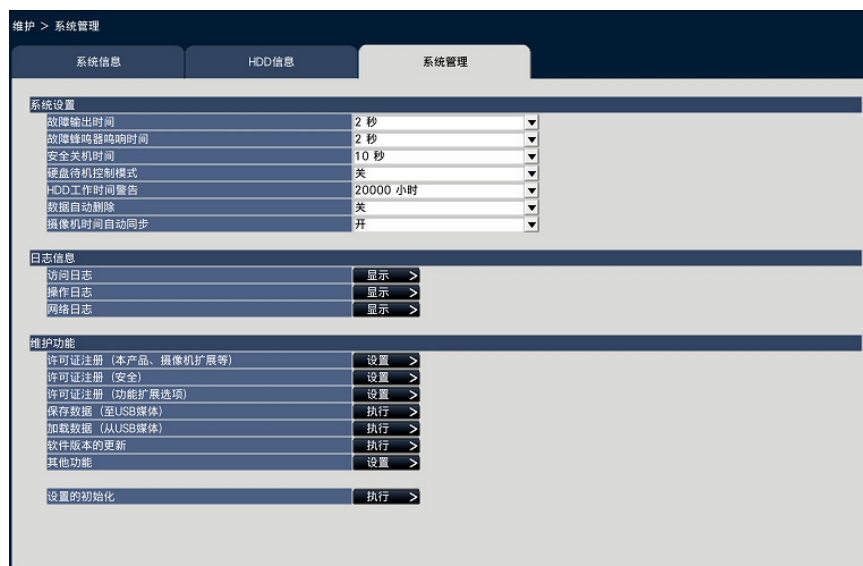 维护 > 系统管理
系统信息 HDD信息 系统管理
系统设置
故障输出时间 2 秒
故障蜂鸣器鸣响时间 2 秒
安全关机时间 10 秒
硬盘待机控制模式 关
HDD工作时间警告 20000 小时
数据自动删除 关
摄像机时间自动同步 开
日志信息
访问日志 显示 >
操作日志 显示 >
网络日志 显示 >
维护功能
许可证注册（本产品、摄像机扩展等） 设置 >
许可证注册（安全） 设置 >
许可证注册（功能扩展选项） 设置 >
保存数据（至USB媒体） 执行 >
加载数据（从USB媒体） 执行 >
软件版本的更新 执行 >
其他功能 设置 >
设置的初始化 执行 >